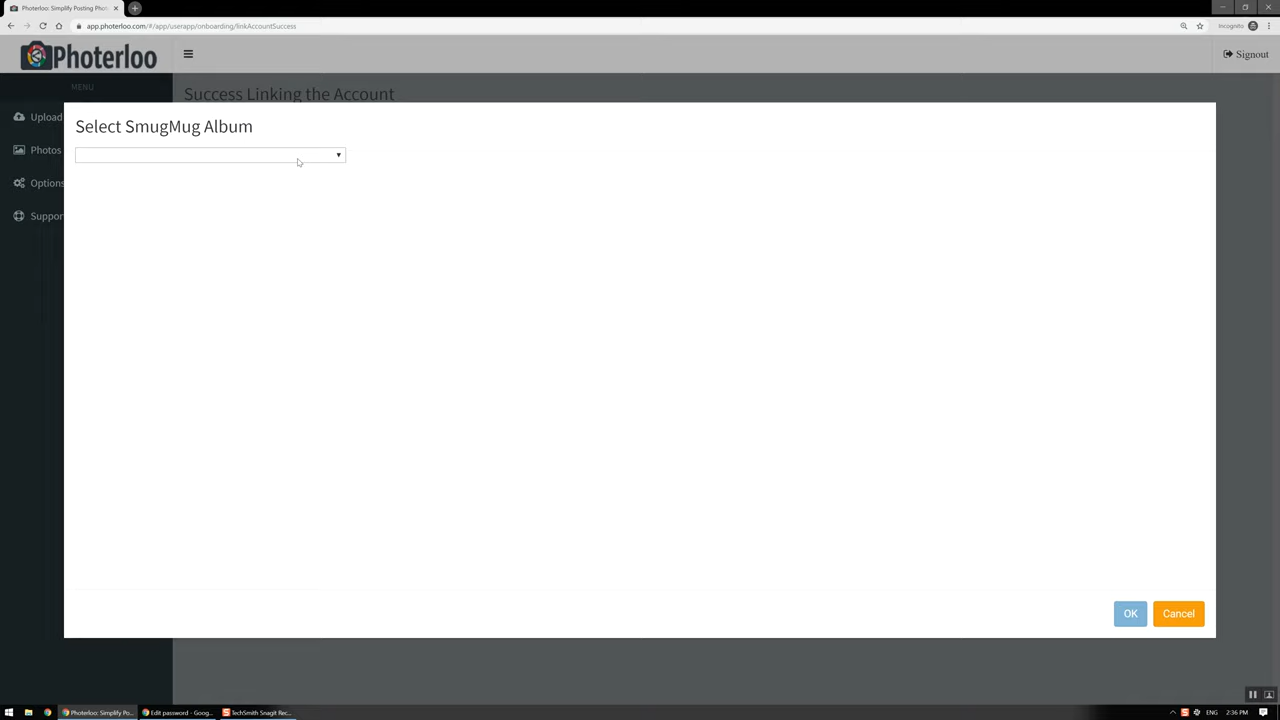 Photerloo: Simplify Posting Phot
app.photerloo.com/#/app/userapp/onboarding/linkAccountSuccess
Incognito
Photerloo
Signout
MENU
Success Linking the Account
Upload
Photos
Options
Suppor
Select SmugMug Album
OK
Cancel
Photerloo: Simplify Po...
Edit password - Goog...
TechSmith Snagit Rec...
ENG
2:36 PM